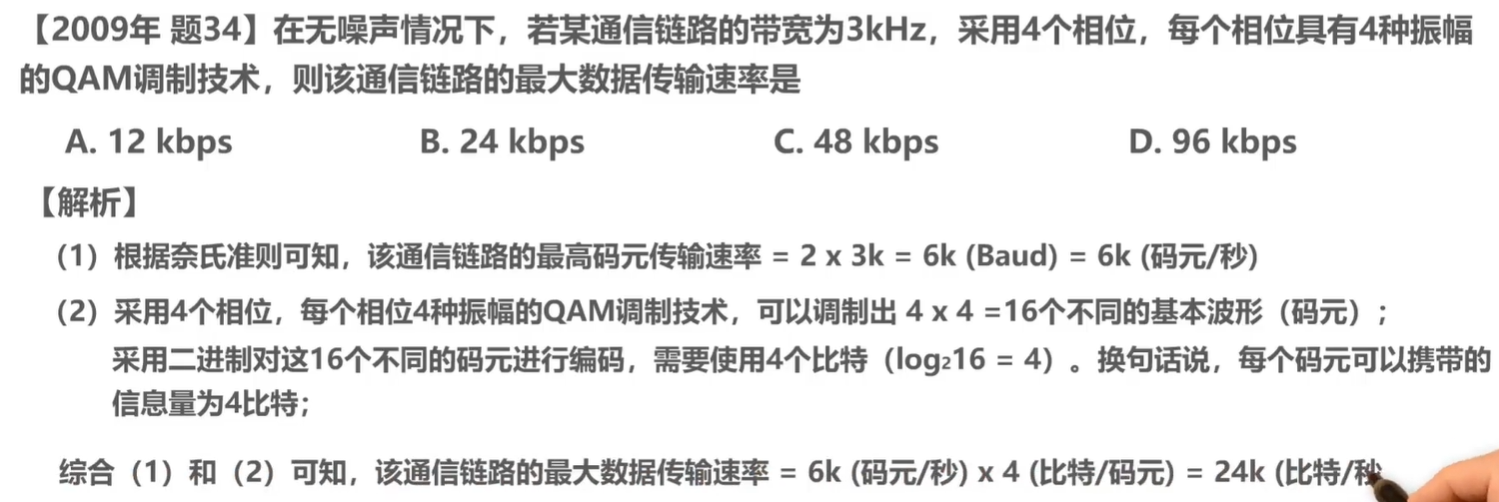 【2009年 题34】在无噪声情况下，若某通信链路的带宽为3kHz，采用4个相位，每个相位具有4种振幅
的QAM调制技术，则该通信链路的最大数据传输速率是
A. 12 kbps B. 24 kbps C. 48 kbps D. 96 kbps
【解析】
（1）根据奈氏准则可知，该通信链路的最高码元传输速率 = 2 x 3k = 6k (Baud) = 6k (码元/秒)
（2）采用4个相位，每个相位4种振幅的QAM调制技术，可以调制出 4 x 4 =16个不同的基本波形（码元）；
采用二进制对这16个不同的码元进行编码，需要使用4个比特（log₂16 = 4）。换句话说，每个码元可以携带的
信息量为4比特；
综合（1）和（2）可知，该通信链路的最大数据传输速率 = 6k (码元/秒) x 4 (比特/码元) = 24k (比特/秒